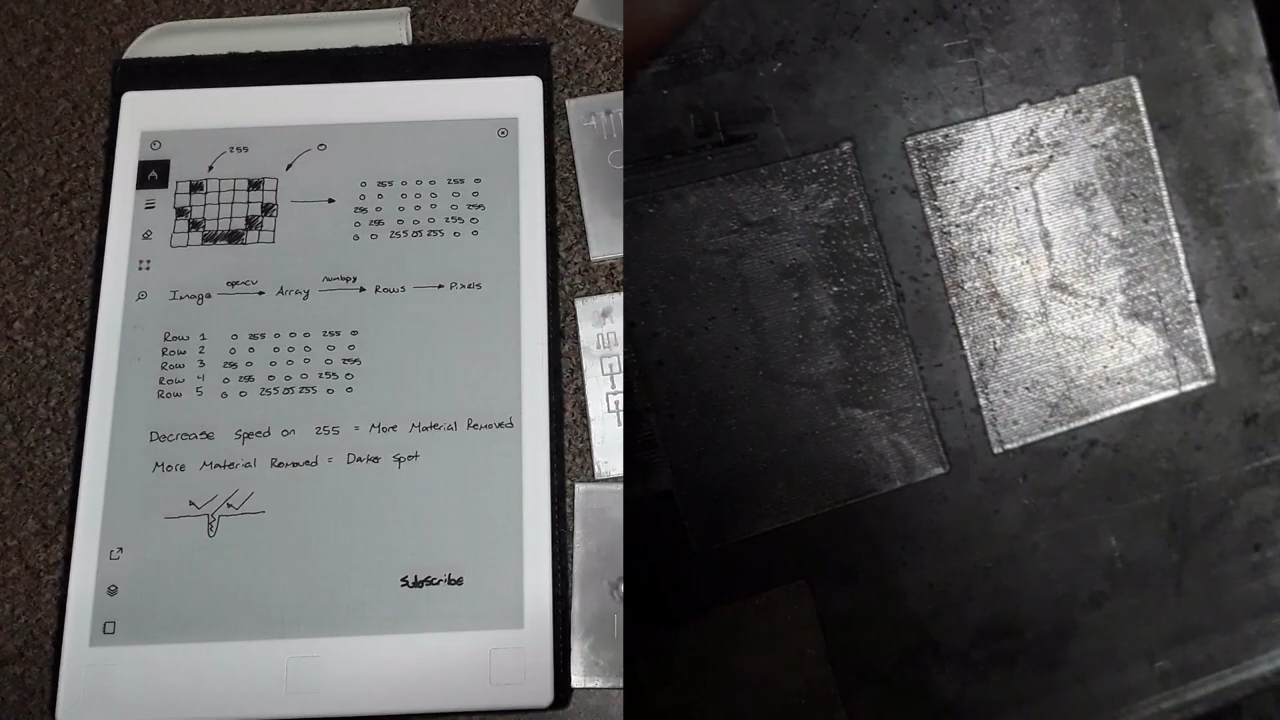 255
0
0 255 0 0 0 255 0
0 0 0 0 0 0 0
255 0 0 0 0 0 255
0 255 0 0 0 255 0
0 0 255 255 255 0 0
opencv
numpy
Image Array Rows Pixels
Row 1 0 255 0 0 0 255 0
Row 2 0 0 0 0 0 0 0
Row 3 255 0 0 0 0 0 255
Row 4 0 255 0 0 0 255 0
Row 5 0 0 255 255 255 0 0
Decrease Speed on 255 = More Material Removed
More Material Removed = Darker Spot
Subscribe